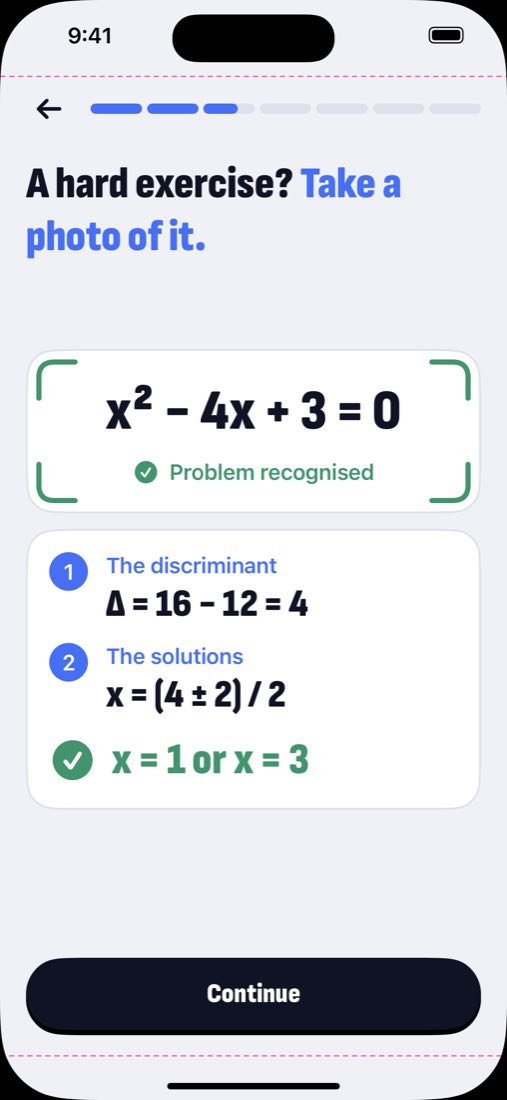 9:41
A hard exercise? Take a
photo of it.
x² − 4x + 3 = 0
Problem recognised
1 The discriminant
Δ = 16 − 12 = 4
2 The solutions
x = (4 ± 2) / 2
x = 1 or x = 3
Continue